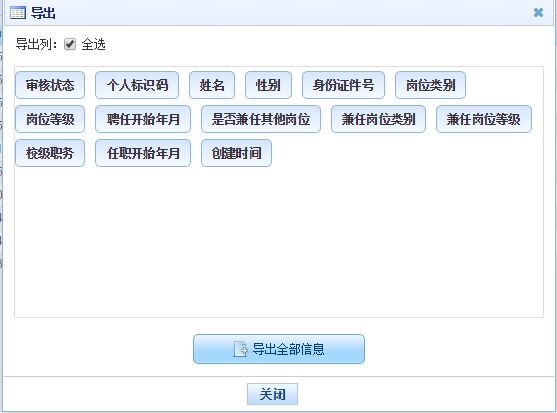 导出
导出列： 全选
审核状态 个人标识码 姓名 性别 身份证件号 岗位类别
岗位等级 聘任开始年月 是否兼任其他岗位 兼任岗位类别 兼任岗位等级
校级职务 任职开始年月 创建时间
导出全部信息
关闭